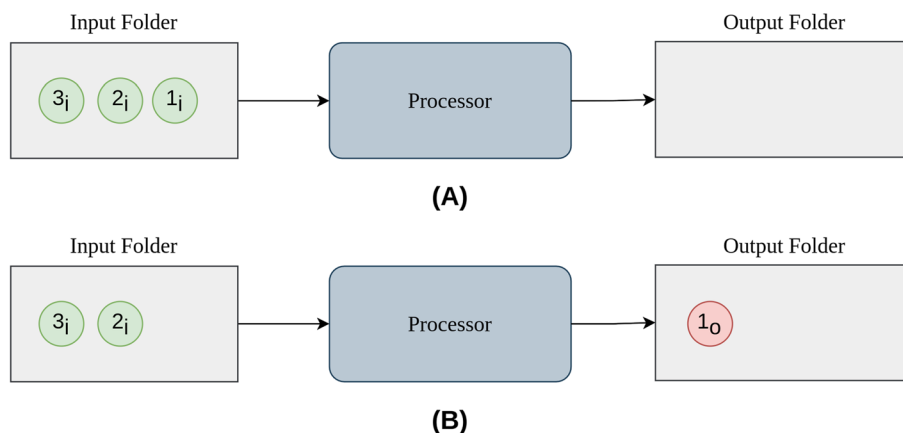 Input Folder
Output Folder
3i
2i
1i
Processor
(A)
Input Folder
Output Folder
3i
2i
Processor
1o
(B)